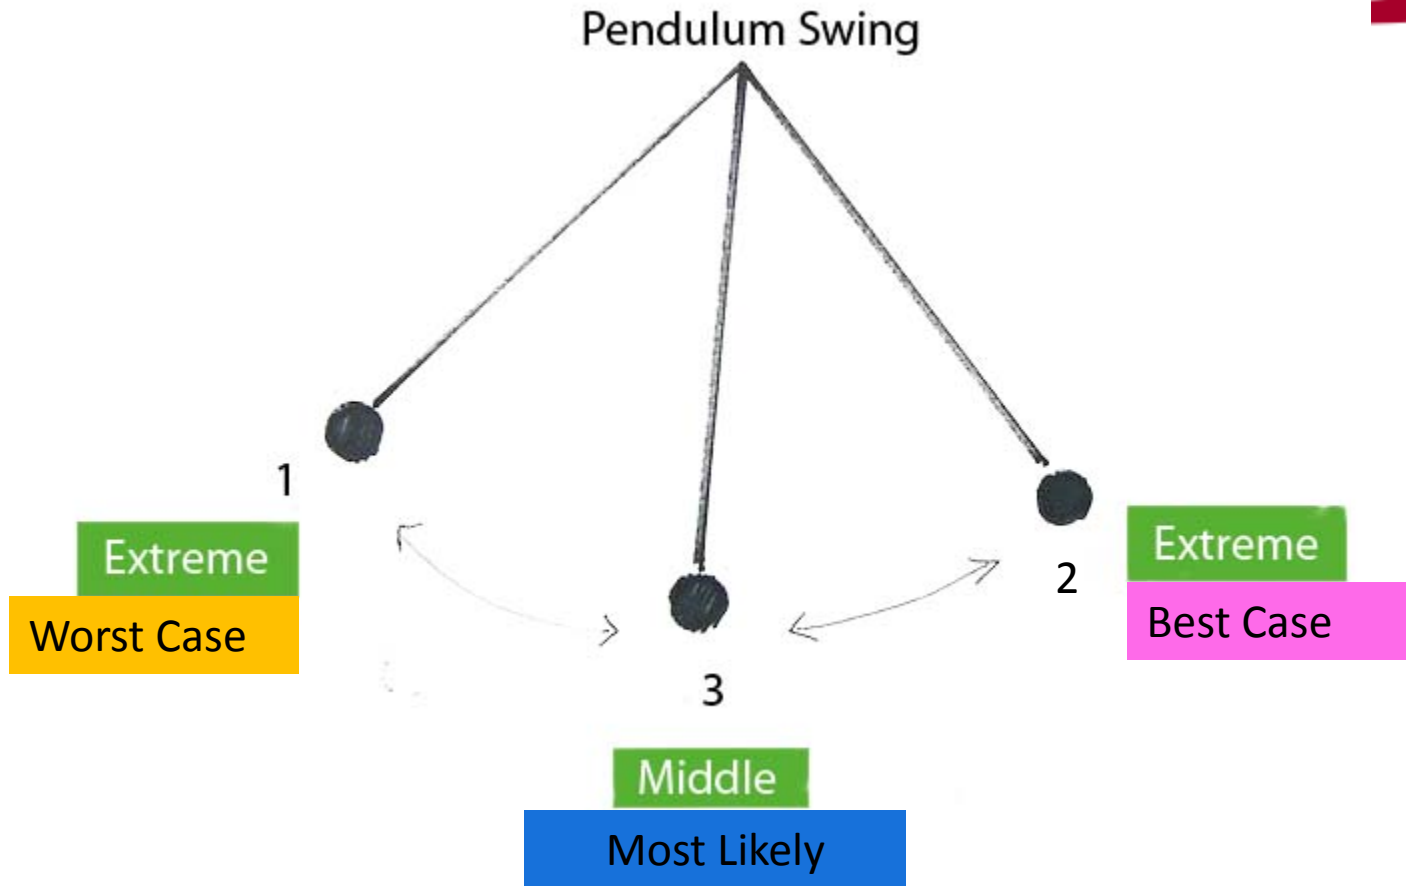 Pendulum Swing
1
Extreme
Worst Case
2
Extreme
Best Case
3
Middle
Most Likely